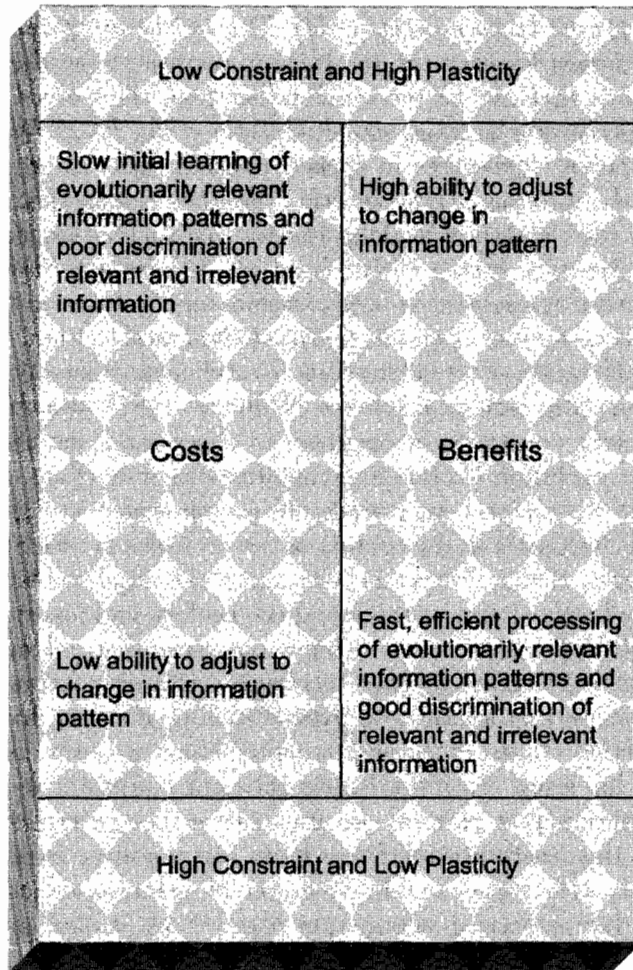 Low Constraint and High Plasticity
Slow initial learning of
evolutionarily relevant
information patterns and
poor discrimination of
relevant and irrelevant
information
High ability to adjust
to change in
information pattern
Costs
Benefits
Low ability to adjust to
change in information
pattern
Fast, efficient processing
of evolutionarily relevant
information patterns and
good discrimination of
relevant and irrelevant
information
High Constraint and Low Plasticity